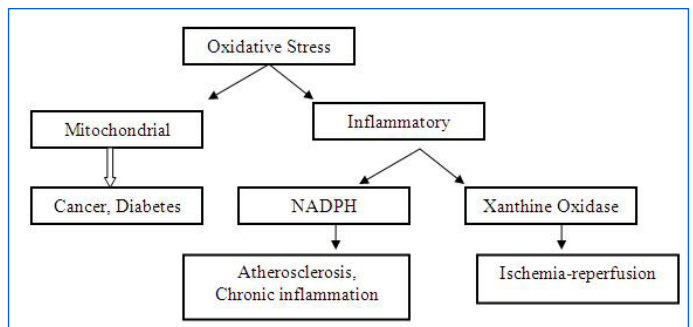 Oxidative Stress
Mitochondrial
Inflammatory
Cancer, Diabetes
NADPH
Xanthine Oxidase
Atherosclerosis,
Chronic inflammation
Ischemia-reperfusion